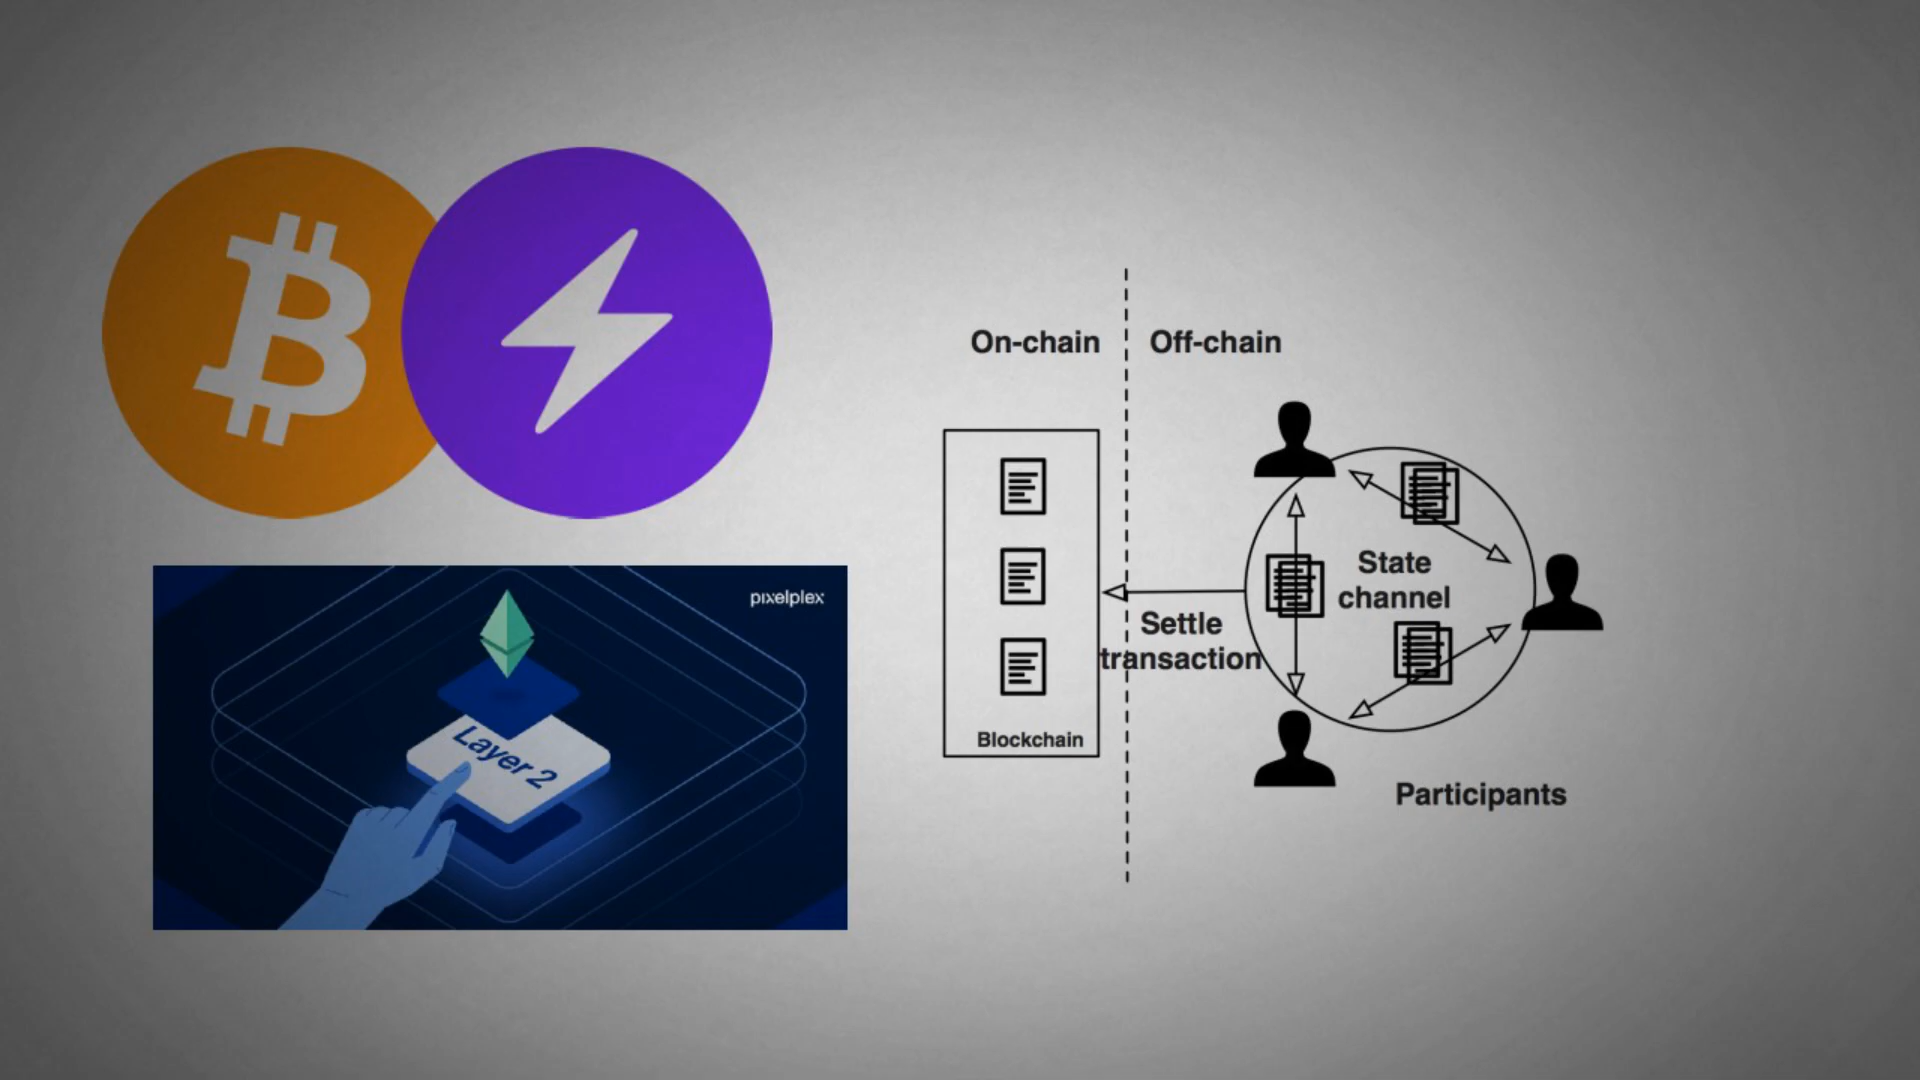 pixelplex
Layer 2
On-chain
Off-chain
State
channel
Settle
transaction
Blockchain
Participants